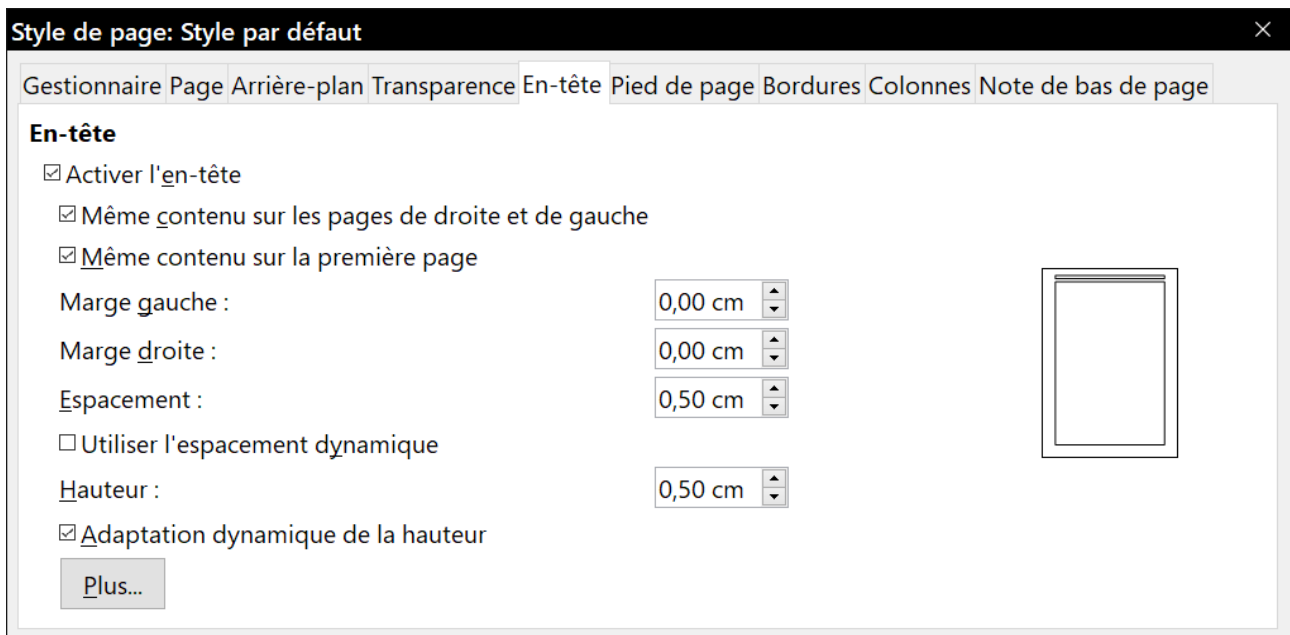 Style de page: Style par défaut
Gestionnaire Page Arrière-plan Transparence En-tête Pied de page Bordures Colonnes Note de bas de page
En-tête
Activer l'en-tête
Même contenu sur les pages de droite et de gauche
Même contenu sur la première page
Marge gauche : 0,00 cm
Marge droite : 0,00 cm
Espacement : 0,50 cm
Utiliser l'espacement dynamique
Hauteur : 0,50 cm
Adaptation dynamique de la hauteur
Plus...